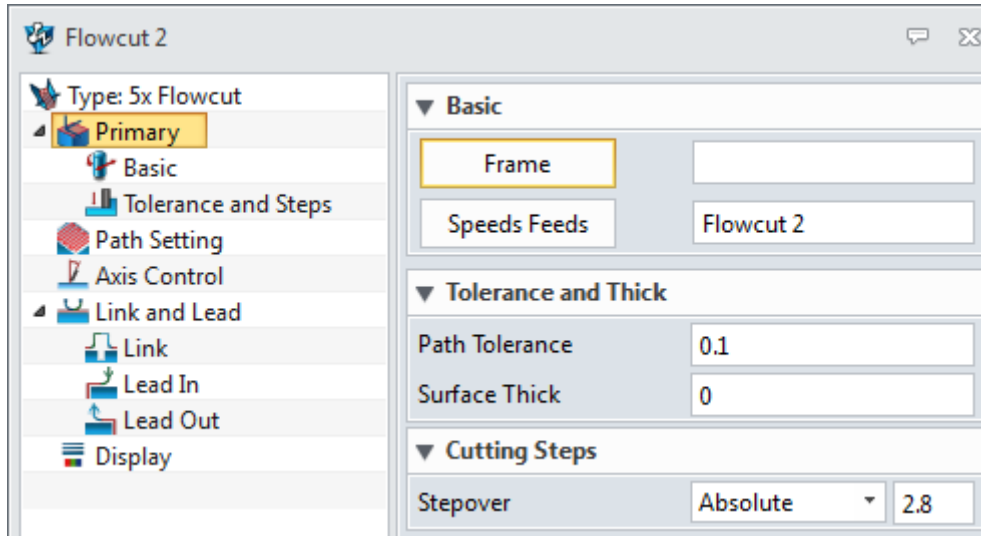 Flowcut 2
Type: 5x Flowcut
Primary
Basic
Tolerance and Steps
Path Setting
Axis Control
Link and Lead
Link
Lead In
Lead Out
Display
Basic
Frame
Speeds Feeds Flowcut 2
Tolerance and Thick
Path Tolerance 0.1
Surface Thick 0
Cutting Steps
Stepover Absolute 2.8